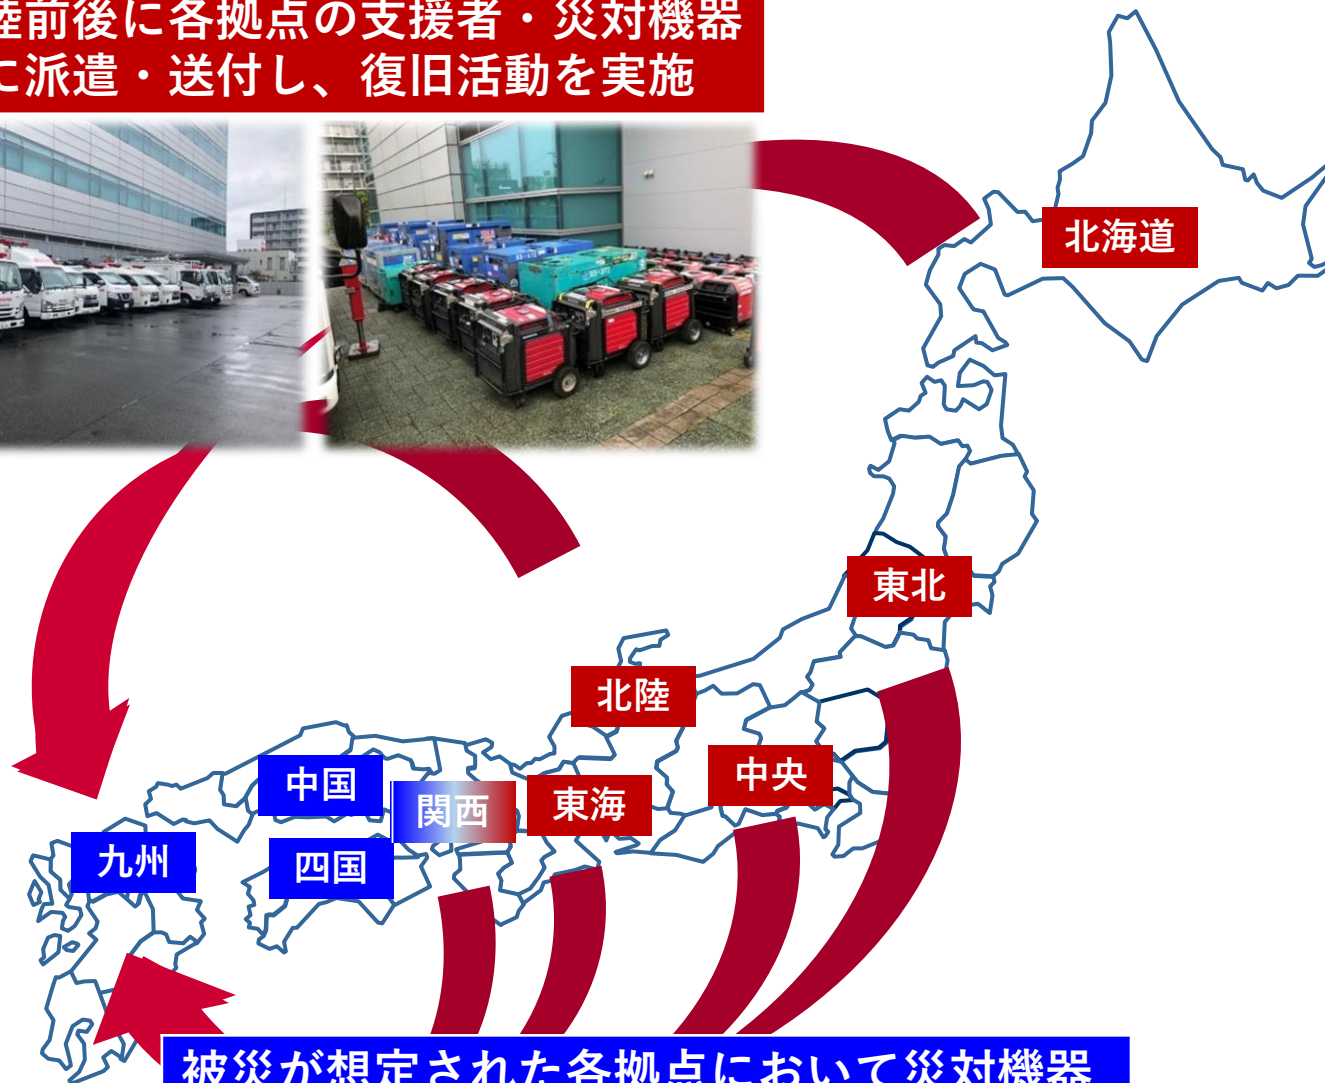 陸前後に各拠点の支援者・災対機器
に派遣・送付し、復旧活動を実施
北海道
東北
北陸
中央
中国
関西
東海
九州
四国
被災が想定された各拠点において災対機器